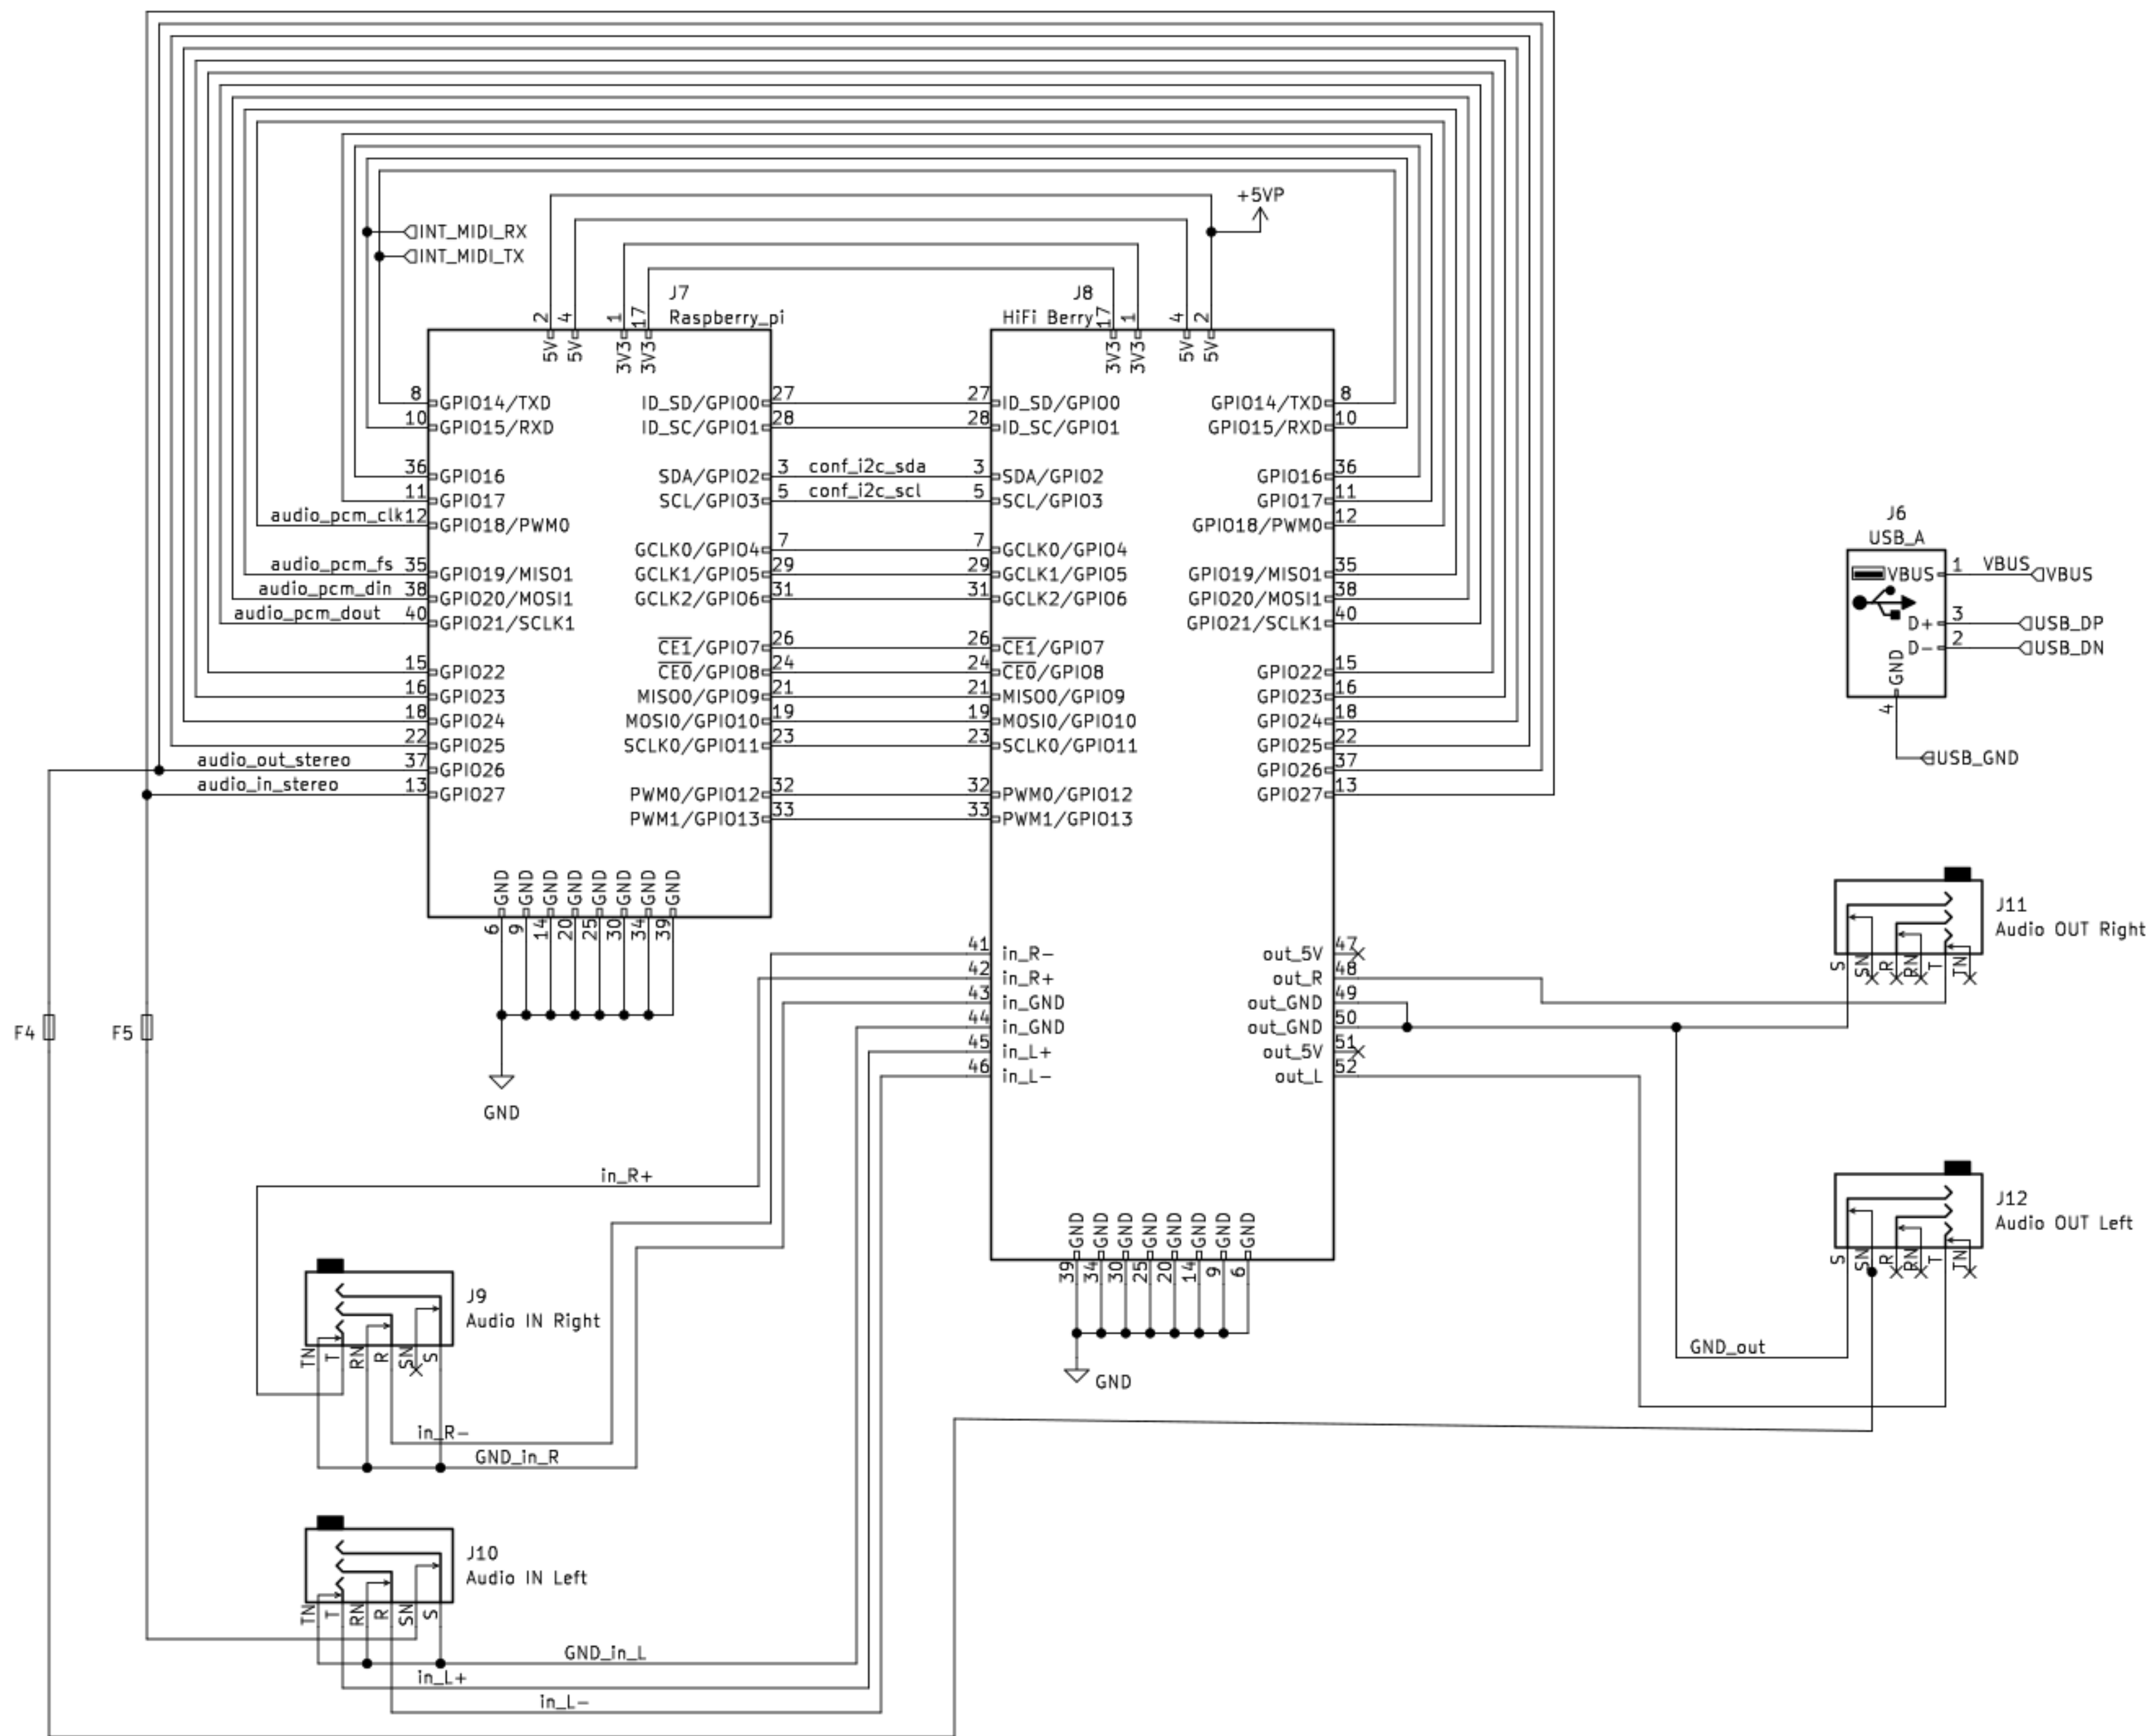 +5VP
INT_MIDI_RX
INT_MIDI_TX
J7
Raspberry_pi
2 4 1 17
5V 5V 3V3 3V3
8 GPIO14/TXD ID_SD/GPIO0 27
10 GPIO15/RXD ID_SC/GPIO1 28
36 GPIO16 SDA/GPIO2 3 conf_i2c_sda
11 GPIO17 SCL/GPIO3 5 conf_i2c_scl
audio_pcm_clk 12 GPIO18/PWM0
GCLK0/GPIO4 7
audio_pcm_fs 35 GPIO19/MISO1 GCLK1/GPIO5 29
audio_pcm_din 38 GPIO20/MOSI1 GCLK2/GPIO6 31
audio_pcm_dout 40 GPIO21/SCLK1
CE1/GPIO7 26
15 GPIO22 CE0/GPIO8 24
16 GPIO23 MISO0/GPIO9 21
18 GPIO24 MOSI0/GPIO10 19
22 GPIO25 SCLK0/GPIO11 23
audio_out_stereo 37 GPIO26
audio_in_stereo 13 GPIO27 PWM0/GPIO12 32
PWM1/GPIO13 33
GND GND GND GND GND GND GND GND
6 9 14 20 25 30 34 39
GND
J8
HiFi Berry
17 1 4 2
3V3 3V3 5V 5V
27 ID_SD/GPIO0 GPIO14/TXD 8
28 ID_SC/GPIO1 GPIO15/RXD 10
3 SDA/GPIO2 GPIO16 36
5 SCL/GPIO3 GPIO17 11
GPIO18/PWM0 12
7 GCLK0/GPIO4
29 GCLK1/GPIO5 GPIO19/MISO1 35
31 GCLK2/GPIO6 GPIO20/MOSI1 38
GPIO21/SCLK1 40
26 CE1/GPIO7
24 CE0/GPIO8 GPIO22 15
21 MISO0/GPIO9 GPIO23 16
19 MOSI0/GPIO10 GPIO24 18
23 SCLK0/GPIO11 GPIO25 22
GPIO26 37
32 PWM0/GPIO12 GPIO27 13
33 PWM1/GPIO13
41 in_R- out_5V 47
42 in_R+ out_R 48
43 in_GND out_GND 49
44 in_GND out_GND 50
45 in_L+ out_5V 51
46 in_L- out_L 52
GND GND GND GND GND GND GND GND
39 34 30 25 20 14 9 6
GND
J6
USB_A
VBUS 1 VBUS VBUS
D+ 3 USB_DP
D- 2 USB_DN
GND
4
USB_GND
J11
Audio OUT Right
S SN R RN T TN
J12
Audio OUT Left
S SN R RN T TN
GND_out
F4
F5
in_R+
J9
Audio IN Right
TN T RN R SN S
in_R-
GND_in_R
J10
Audio IN Left
TN T RN R SN S
GND_in_L
in_L+
in_L-